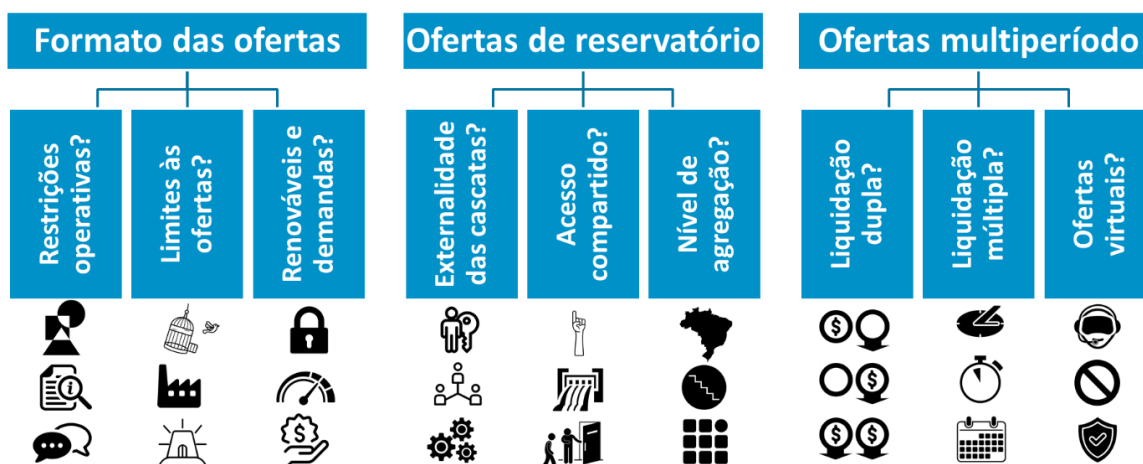 Formato das ofertas
Restrições
operativas?
Limites às
ofertas?
Renováveis e
demandas?
Ofertas de reservatório
Externalidade
das cascatas?
Acesso
compartido?
Nível de
agregação?
Ofertas multiperíodo
Liquidação
dupla?
Liquidação
múltipla?
Ofertas
virtuais?